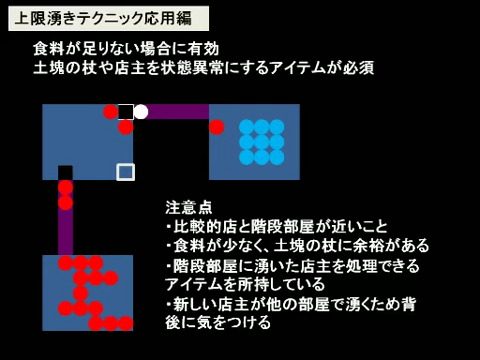 上限湧きテクニック応用編
食料が足りない場合に有効
土塊の杖や店主を状態異常にするアイテムが必須
注意点
・比較的店と階段部屋が近いこと
・食料が少なく、土塊の杖に余裕がある
・階段部屋に湧いた店主を処理できる
アイテムを所持している
・新しい店主が他の部屋で湧くため背
後に気をつける